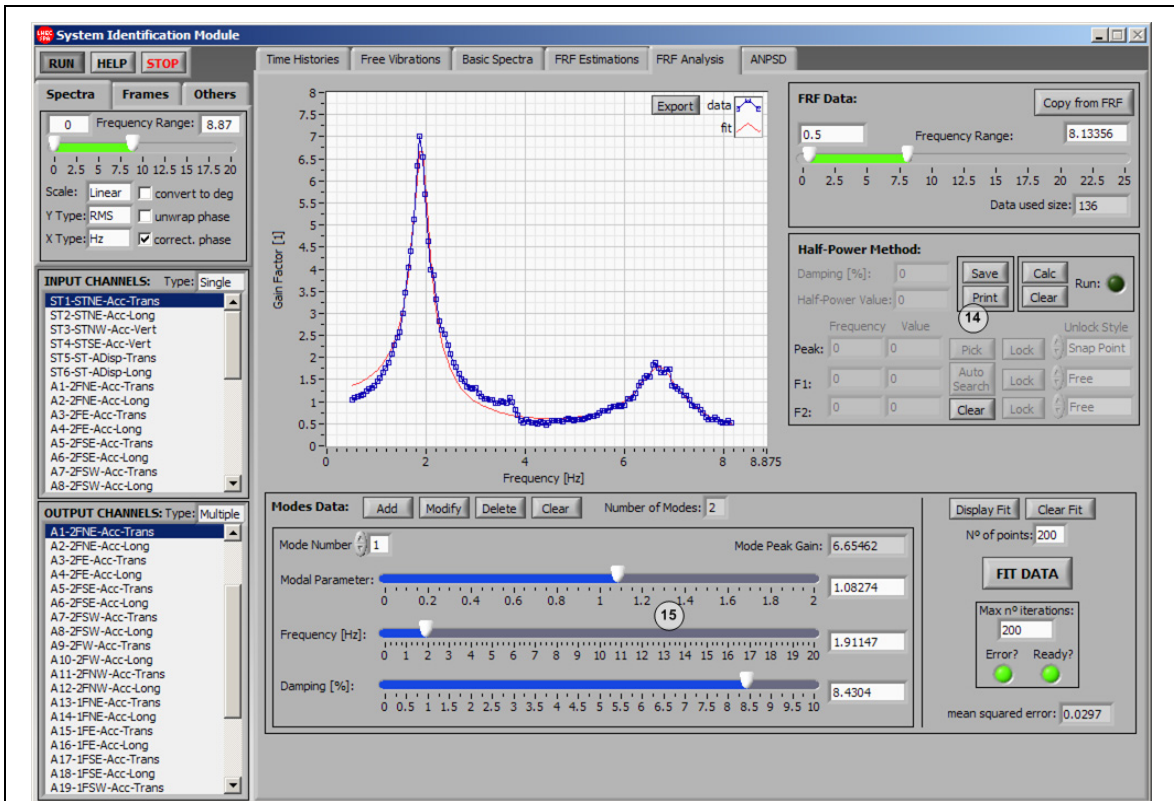 System Identification Module
RUN HELP STOP
Time Histories Free Vibrations Basic Spectra FRF Estimations FRF Analysis ANPSD
Spectra Frames Others
0 Frequency Range: 8.87
0 2.5 5 7.5 10 12.5 15 17.5 20
Scale: Linear convert to deg
Y Type: RMS unwrap phase
X Type: Hz correct. phase
INPUT CHANNELS: Type: Single
ST1-STNE-Acc-Trans
ST2-STNE-Acc-Long
ST3-STNW-Acc-Vert
ST4-STSE-Acc-Vert
ST5-ST-ADisp-Trans
ST6-ST-ADisp-Long
A1-2FNE-Acc-Trans
A2-2FNE-Acc-Long
A3-2FE-Acc-Trans
A4-2FE-Acc-Long
A5-2FSE-Acc-Trans
A6-2FSE-Acc-Long
A7-2FSW-Acc-Trans
A8-2FSW-Acc-Long
OUTPUT CHANNELS: Type: Multiple
A1-2FNE-Acc-Trans
A2-2FNE-Acc-Long
A3-2FE-Acc-Trans
A4-2FE-Acc-Long
A5-2FSE-Acc-Trans
A6-2FSE-Acc-Long
A7-2FSW-Acc-Trans
A8-2FSW-Acc-Long
A9-2FW-Acc-Trans
A10-2FW-Acc-Long
A11-2FNW-Acc-Trans
A12-2FNW-Acc-Long
A13-1FNE-Acc-Trans
A14-1FNE-Acc-Long
A15-1FE-Acc-Trans
A16-1FE-Acc-Long
A17-1FSE-Acc-Trans
A18-1FSE-Acc-Long
A19-1FSW-Acc-Trans
Export data
fit
Gain Factor [1]
8
7.5
7
6.5
6
5.5
5
4.5
4
3.5
3
2.5
2
1.5
1
0.5
0
0 2 4 6 8 8.875
Frequency [Hz]
FRF Data: Copy from FRF
0.5 Frequency Range: 8.13356
0 2.5 5 7.5 10 12.5 15 17.5 20 22.5 25
Data used size: 136
Half-Power Method:
Damping [%]: 0 Save Calc Run:
Half-Power Value: 0 Print Clear
14
Frequency Value Unlock Style
Peak: 0 0 Pick Lock Snap Point
F1: 0 0 Auto Search Lock Free
F2: 0 0 Clear Lock Free
Modes Data: Add Modify Delete Clear Number of Modes: 2
Mode Number 1 Mode Peak Gain: 6.65462
Modal Parameter: 1.08274
0 0.2 0.4 0.6 0.8 1 1.2 1.4 1.6 1.8 2
15
Frequency [Hz]: 1.91147
0 1 2 3 4 5 6 7 8 9 10 11 12 13 14 15 16 17 18 19 20
Damping [%]: 8.4304
0 0.5 1 1.5 2 2.5 3 3.5 4 4.5 5 5.5 6 6.5 7 7.5 8 8.5 9 9.5 10
Display Fit Clear Fit
Nº of points: 200
FIT DATA
Max nº iterations:
200
Error? Ready?
mean squared error: 0.0297